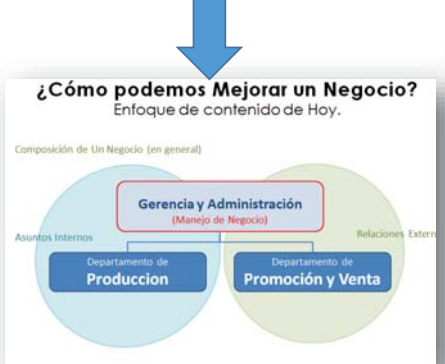 ¿Cómo podemos Mejorar un Negocio?
Enfoque de contenido de Hoy.
Composición de Un Negocio (en general)
Gerencia y Administración
(Manejo de Negocio)
Asuntos Internos
Relaciones Extern
Departamento de
Produccion
Departamento de
Promoción y Venta